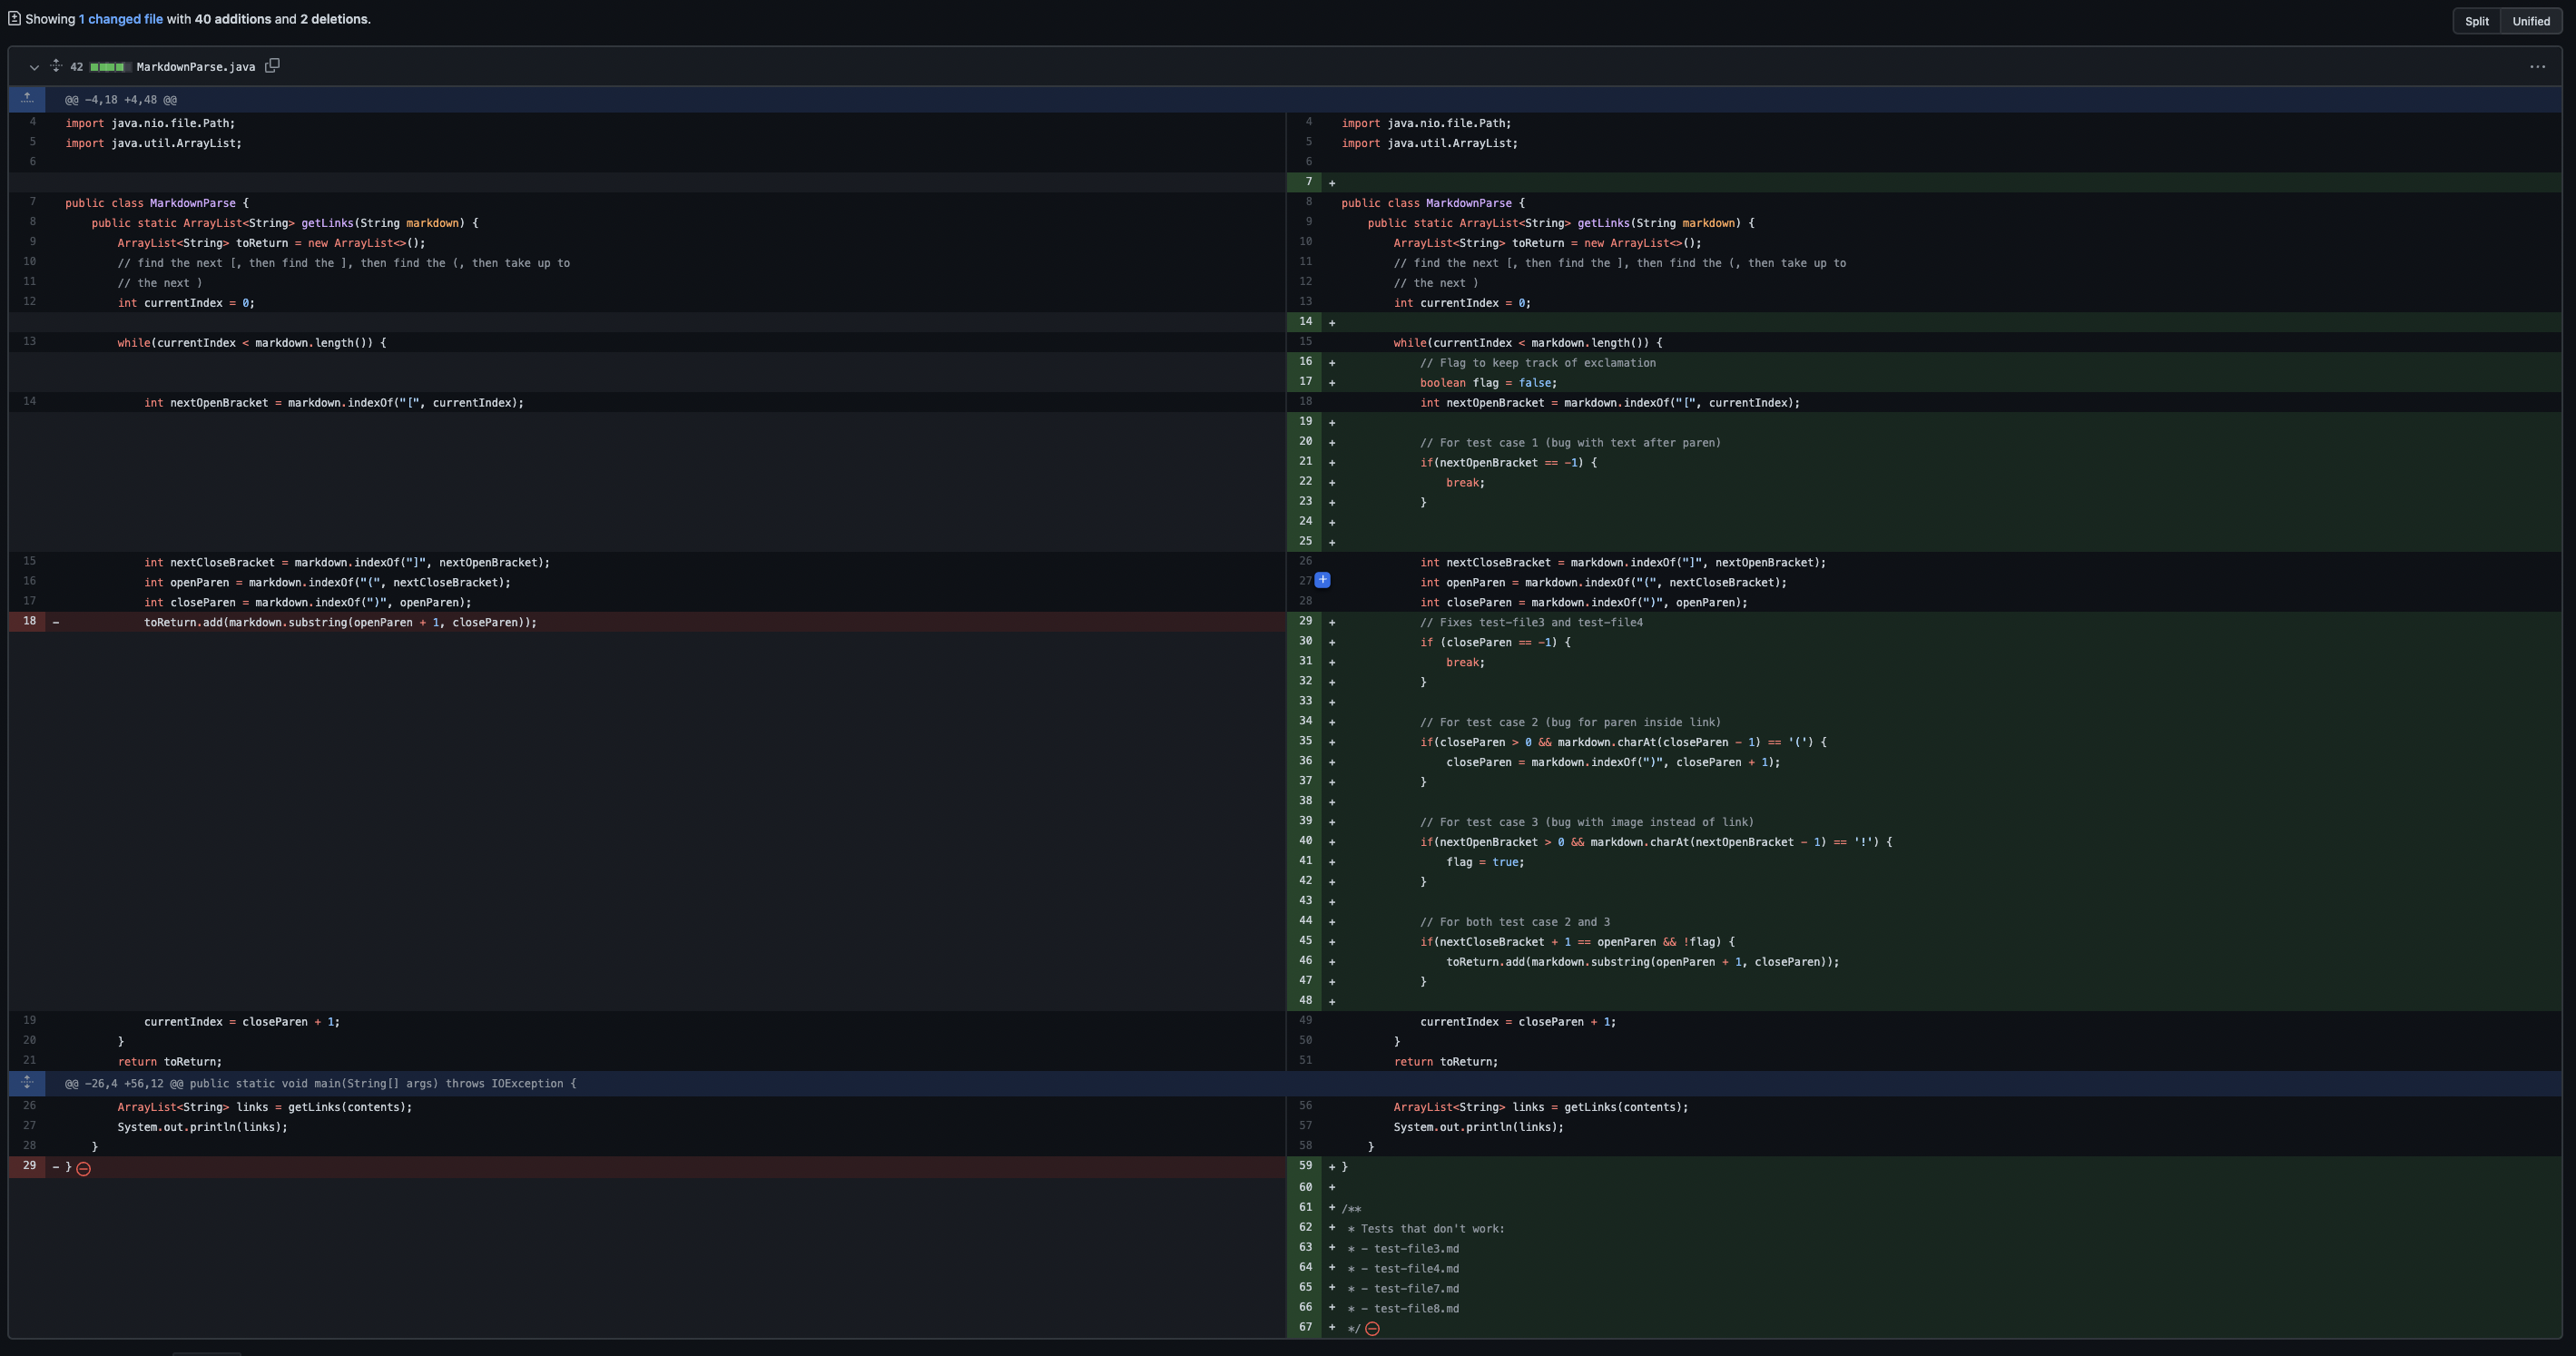 Showing 1 changed file with 40 additions and 2 deletions.
Split Unified
42 MarkdownParse.java
@@ -4,18 +4,48 @@
4 import java.nio.file.Path;
5 import java.util.ArrayList;
6
7 public class MarkdownParse {
8 public static ArrayList<String> getLinks(String markdown) {
9 ArrayList<String> toReturn = new ArrayList<>();
10 // find the next [, then find the ], then find the (, then take up to
11 // the next )
12 int currentIndex = 0;
13 while(currentIndex < markdown.length()) {
14 int nextOpenBracket = markdown.indexOf("[", currentIndex);
15 int nextCloseBracket = markdown.indexOf("]", nextOpenBracket);
16 int openParen = markdown.indexOf("(", nextCloseBracket);
17 int closeParen = markdown.indexOf(")", openParen);
18 - toReturn.add(markdown.substring(openParen + 1, closeParen));
19 currentIndex = closeParen + 1;
20 }
21 return toReturn;
4 import java.nio.file.Path;
5 import java.util.ArrayList;
6
7 +
8 public class MarkdownParse {
9 public static ArrayList<String> getLinks(String markdown) {
10 ArrayList<String> toReturn = new ArrayList<>();
11 // find the next [, then find the ], then find the (, then take up to
12 // the next )
13 int currentIndex = 0;
14 +
15 while(currentIndex < markdown.length()) {
16 + // Flag to keep track of exclamation
17 + boolean flag = false;
18 int nextOpenBracket = markdown.indexOf("[", currentIndex);
19 +
20 + // For test case 1 (bug with text after paren)
21 + if(nextOpenBracket == -1) {
22 + break;
23 + }
24 +
25 +
26 int nextCloseBracket = markdown.indexOf("]", nextOpenBracket);
27 + int openParen = markdown.indexOf("(", nextCloseBracket);
28 int closeParen = markdown.indexOf(")", openParen);
29 + // Fixes test-file3 and test-file4
30 + if (closeParen == -1) {
31 + break;
32 + }
33 +
34 + // For test case 2 (bug for paren inside link)
35 + if(closeParen > 0 && markdown.charAt(closeParen - 1) == '(') {
36 + closeParen = markdown.indexOf(")", closeParen + 1);
37 + }
38 +
39 + // For test case 3 (bug with image instead of link)
40 + if(nextOpenBracket > 0 && markdown.charAt(nextOpenBracket - 1) == '!') {
41 + flag = true;
42 + }
43 +
44 + // For both test case 2 and 3
45 + if(nextCloseBracket + 1 == openParen && !flag) {
46 + toReturn.add(markdown.substring(openParen + 1, closeParen));
47 + }
48 +
49 currentIndex = closeParen + 1;
50 }
51 return toReturn;
@@ -26,4 +56,12 @@ public static void main(String[] args) throws IOException {
26 ArrayList<String> links = getLinks(contents);
27 System.out.println(links);
28 }
29 - }
56 ArrayList<String> links = getLinks(contents);
57 System.out.println(links);
58 }
59 + }
60 +
61 + /**
62 + * Tests that don't work:
63 + * - test-file3.md
64 + * - test-file4.md
65 + * - test-file7.md
66 + * - test-file8.md
67 + */